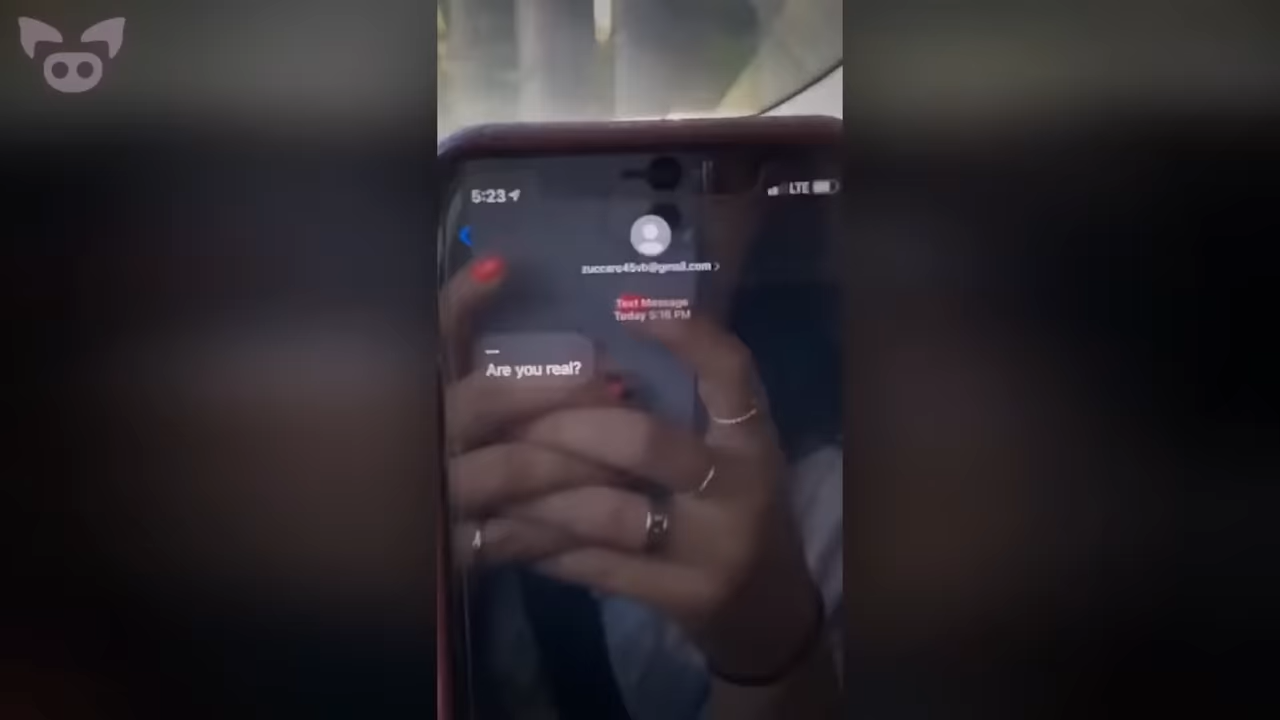 5:23
LTE
zuccaro45vb@gmail.com >
Text Message
Today 5:16 PM
Are you real?